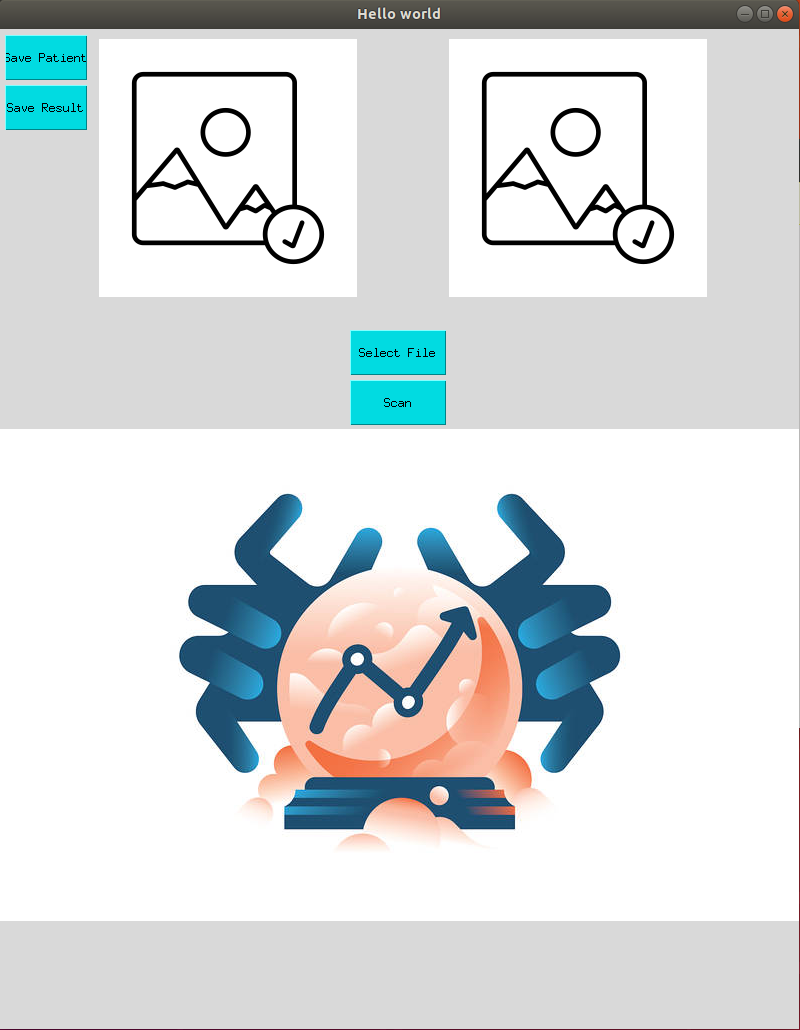 Hello world
Save Patient
Save Result
Select File
Scan